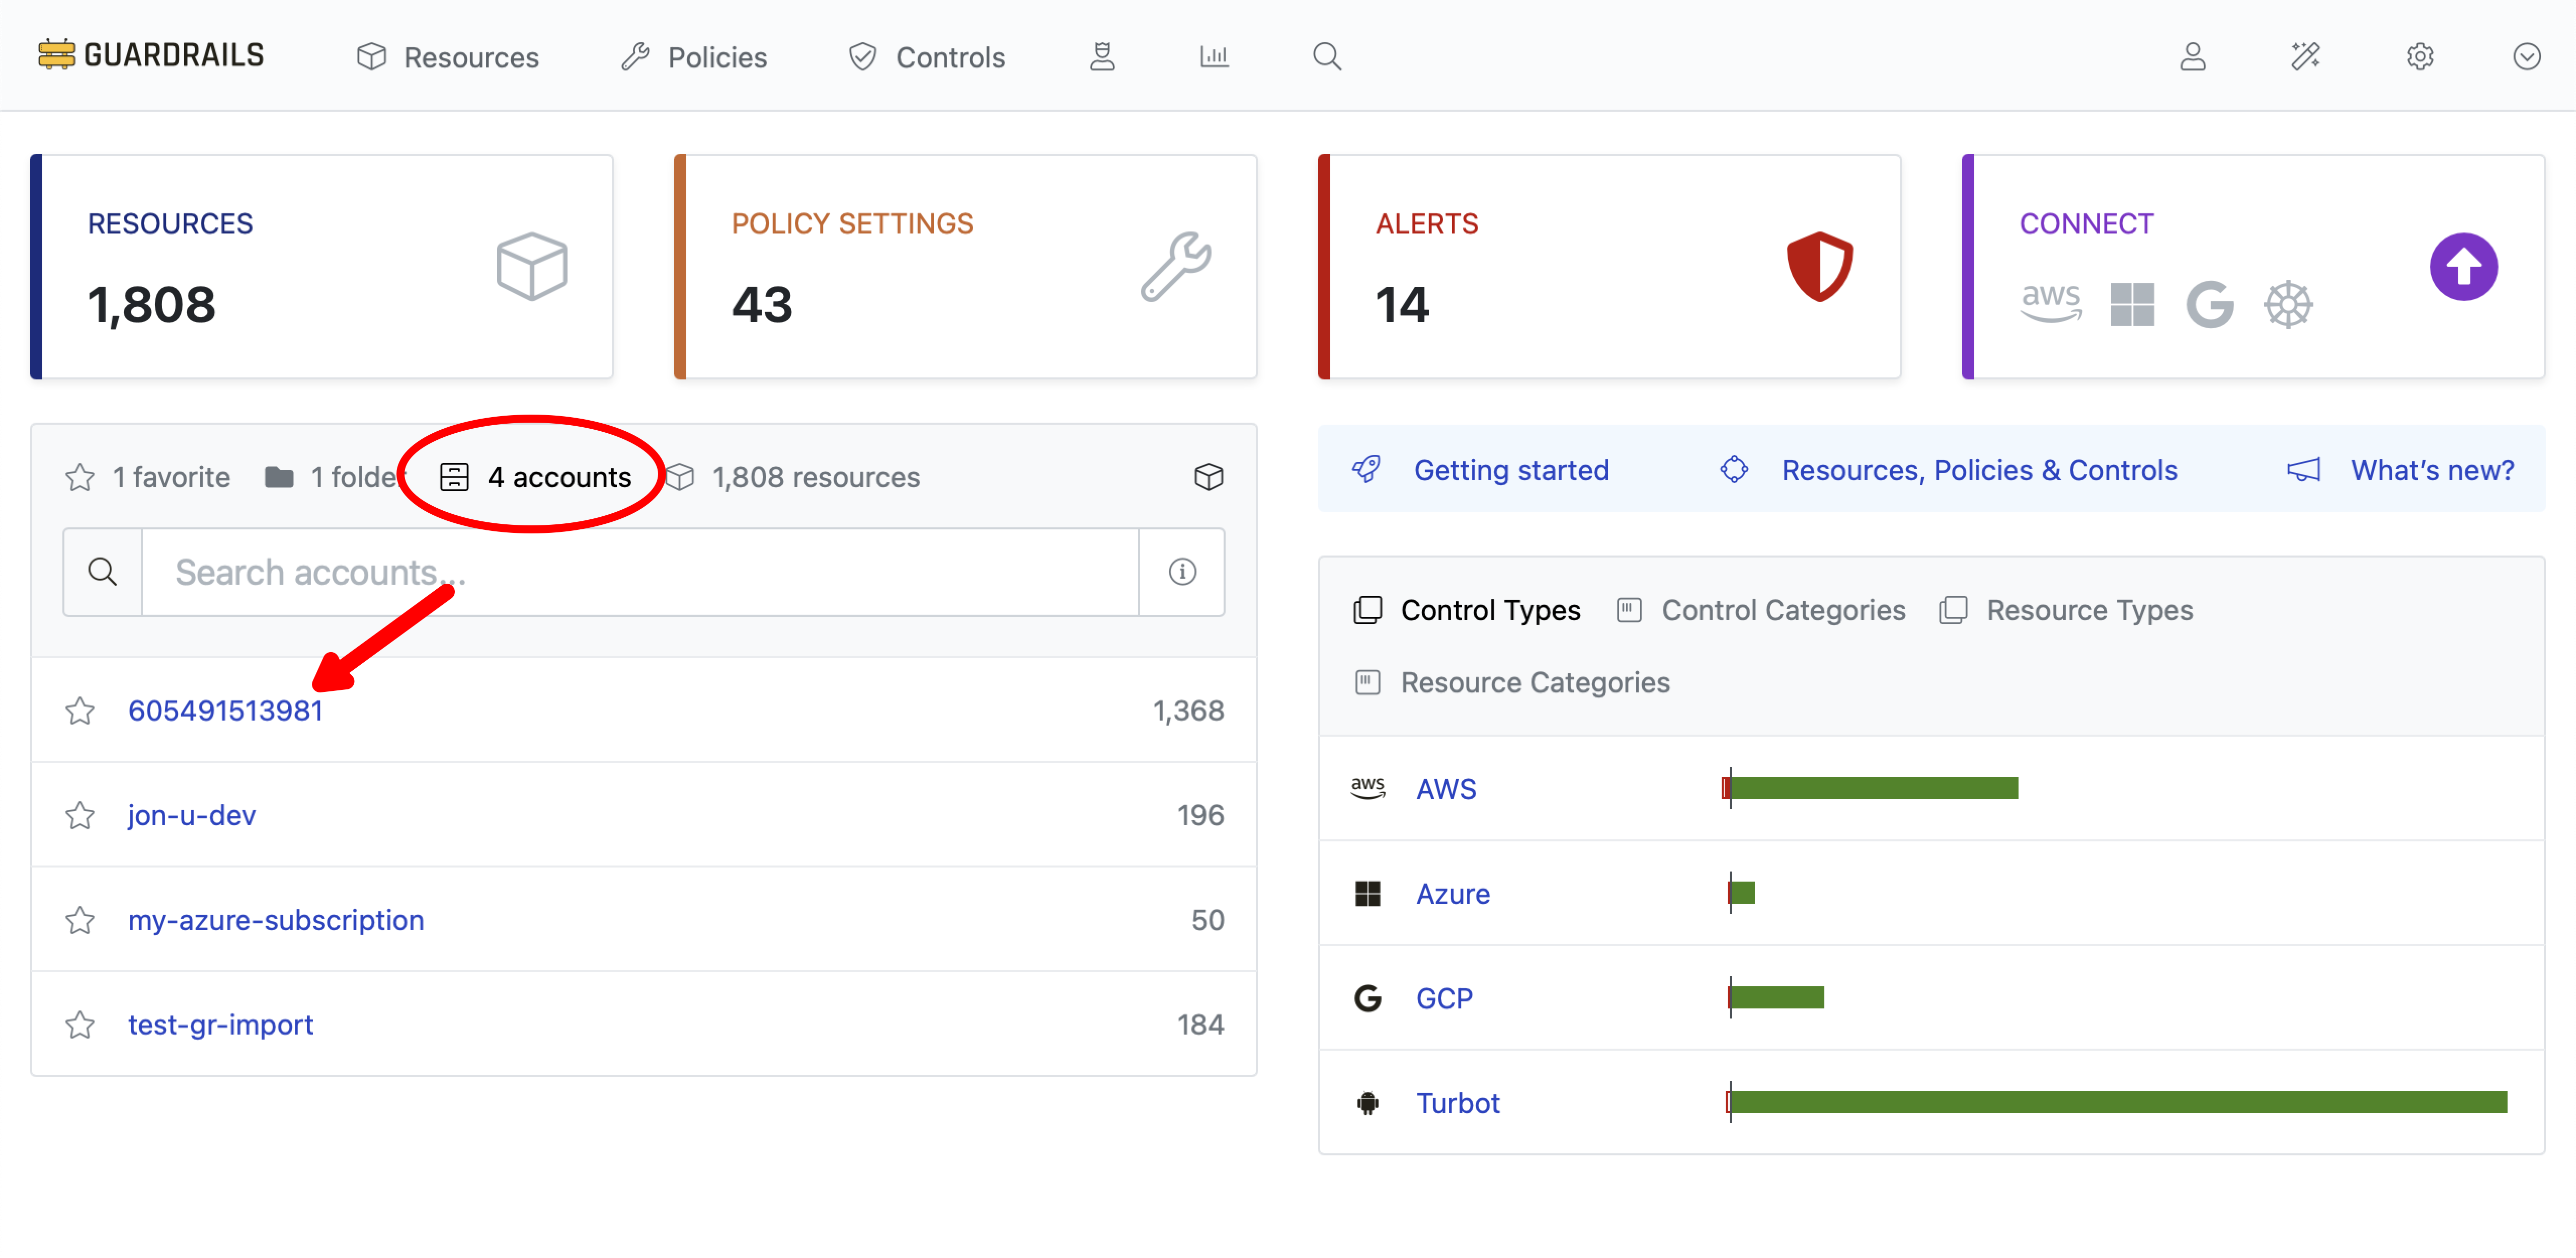 GUARDRAILS Resources Policies Controls
RESOURCES
1,808
POLICY SETTINGS
43
ALERTS
14
CONNECT
aws
1 favorite 1 folder 4 accounts 1,808 resources
Search accounts...
605491513981 1,368
jon-u-dev 196
my-azure-subscription 50
test-gr-import 184
Getting started Resources, Policies & Controls What's new?
Control Types Control Categories Resource Types
Resource Categories
aws AWS
Azure
G GCP
Turbot